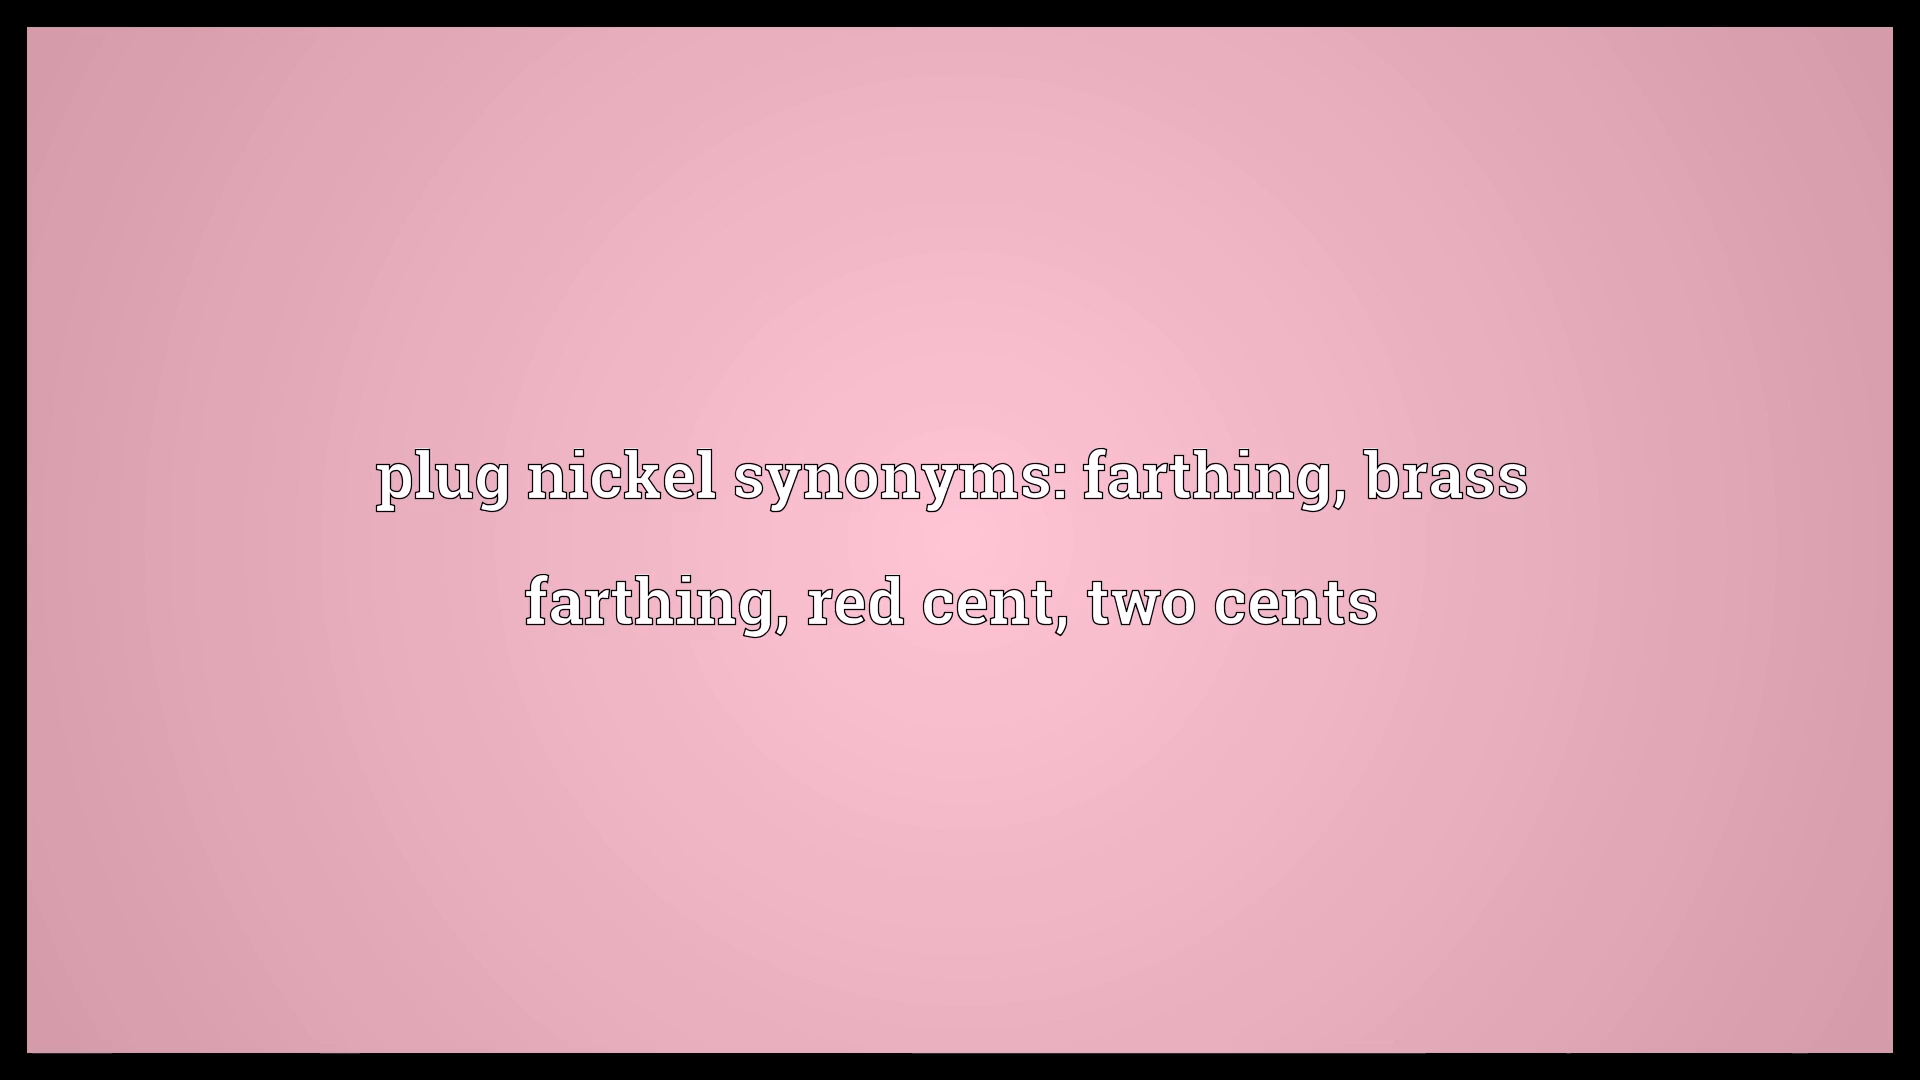 plug nickel synonyms: farthing, brass
farthing, red cent, two cents